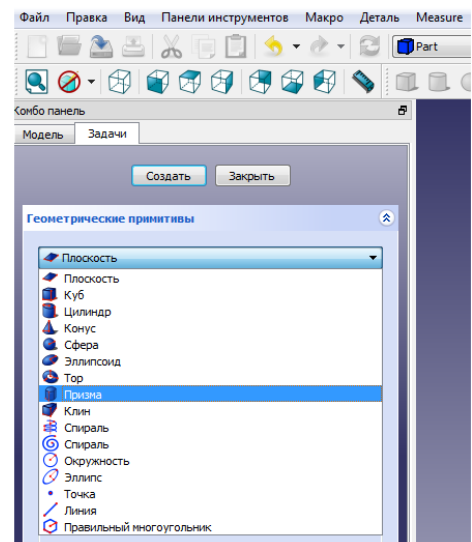 Файл Правка Вид Панели инструментов Макро Деталь Measure
Part
Комбо панель
Модель Задачи
Создать Закрыть
Геометрические примитивы
Плоскость
Плоскость
Куб
Цилиндр
Конус
Сфера
Эллипсоид
Тор
Призма
Клин
Спираль
Спираль
Окружность
Эллипс
Точка
Линия
Правильный многоугольник